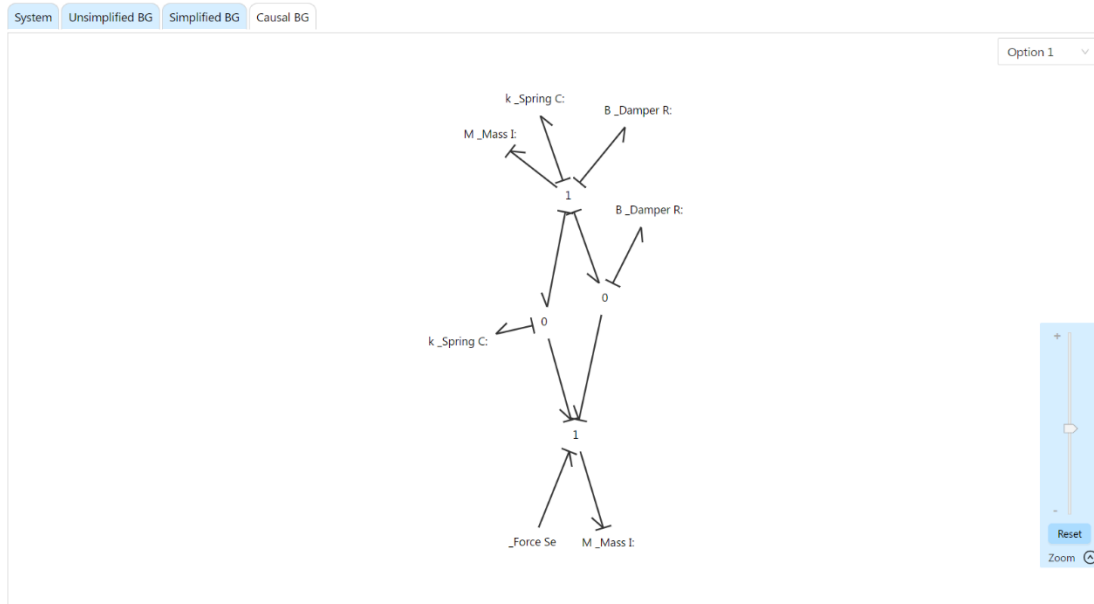 System Unsimplified BG Simplified BG Causal BG
Option 1
k _Spring C:
B _Damper R:
M _Mass I:
1
B _Damper R:
0
0
k _Spring C:
1
_Force Se M _Mass I:
+
-
Reset
Zoom